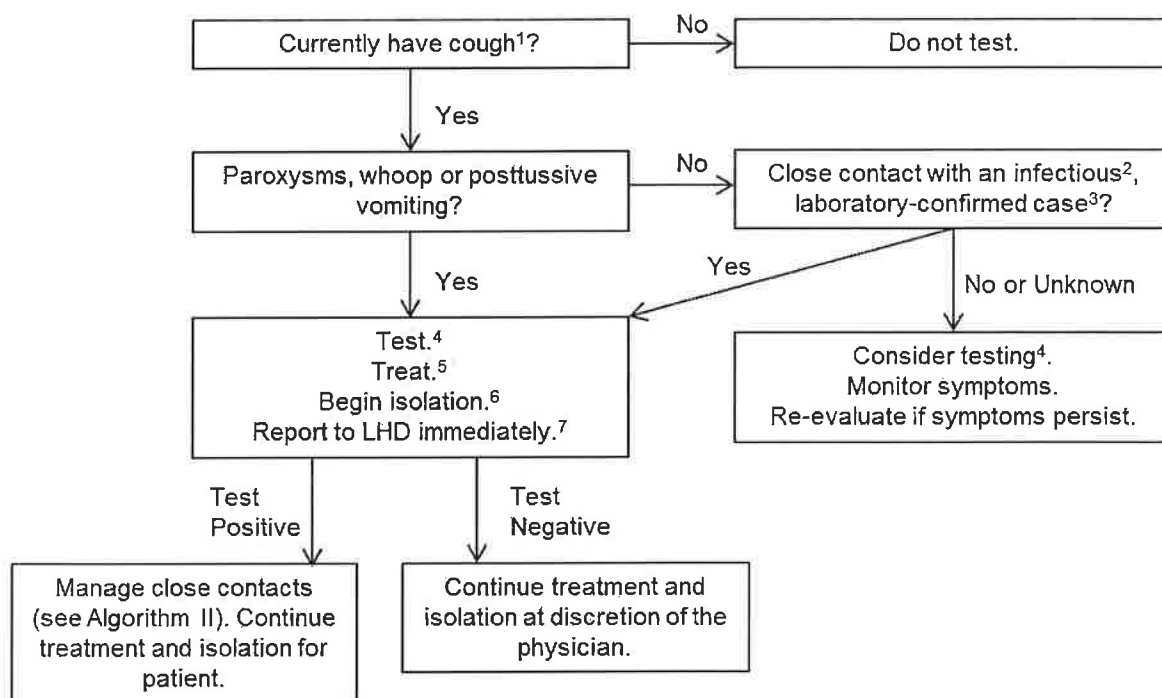 Currently have cough¹?
No
Do not test.
Yes
Paroxysms, whoop or posttussive
vomiting?
No
Close contact with an infectious²,
laboratory-confirmed case³?
Yes
Yes
No or Unknown
Test.⁴
Treat.⁵
Begin isolation.⁶
Report to LHD immediately.⁷
Consider testing⁴.
Monitor symptoms.
Re-evaluate if symptoms persist.
Test
Positive
Test
Negative
Manage close contacts
(see Algorithm II). Continue
treatment and isolation for
patient.
Continue treatment and
isolation at discretion of the
physician.